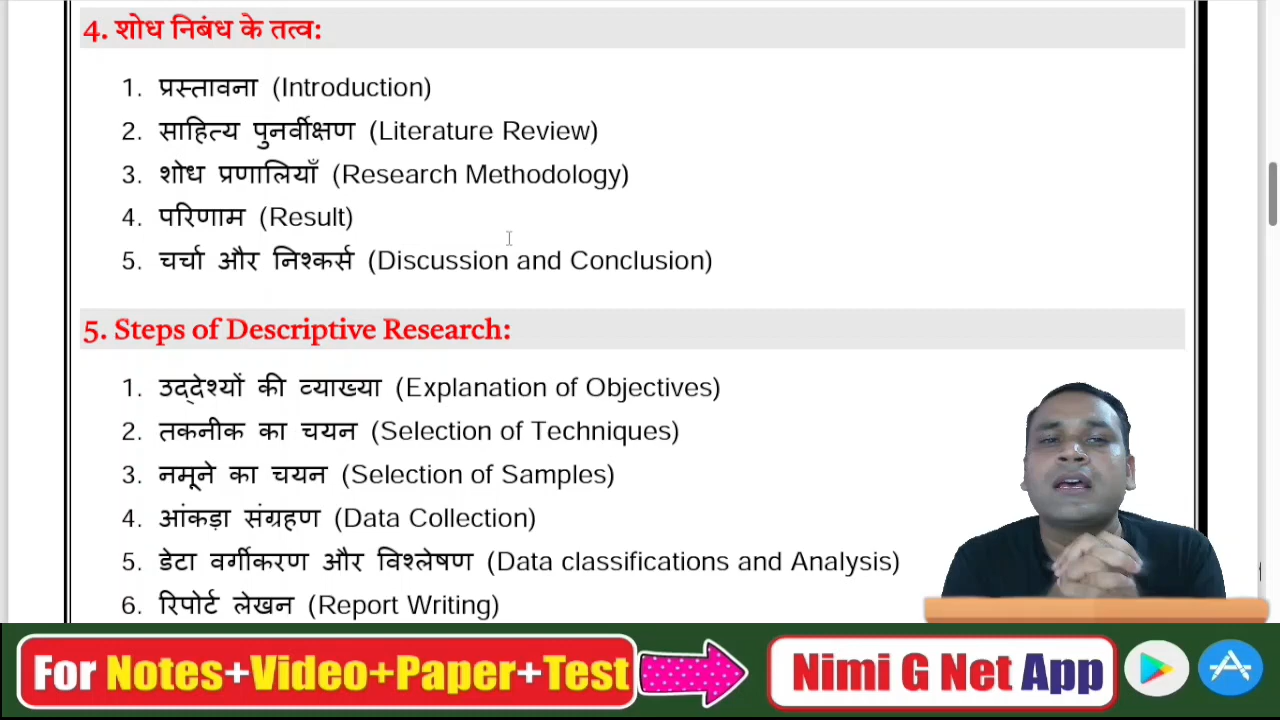 4. शोध निबंध के तत्व:
1. प्रस्तावना (Introduction)
2. साहित्य पुनर्वीक्षण (Literature Review)
3. शोध प्रणालियाँ (Research Methodology)
4. परिणाम (Result)
5. चर्चा और निश्कर्स (Discussion and Conclusion)
5. Steps of Descriptive Research:
1. उद्देश्यों की व्याख्या (Explanation of Objectives)
2. तकनीक का चयन (Selection of Techniques)
3. नमूने का चयन (Selection of Samples)
4. आंकड़ा संग्रहण (Data Collection)
5. डेटा वर्गीकरण और विश्लेषण (Data classifications and Analysis)
6. रिपोर्ट लेखन (Report Writing)
For Notes+Video+Paper+Test Nimi G Net App